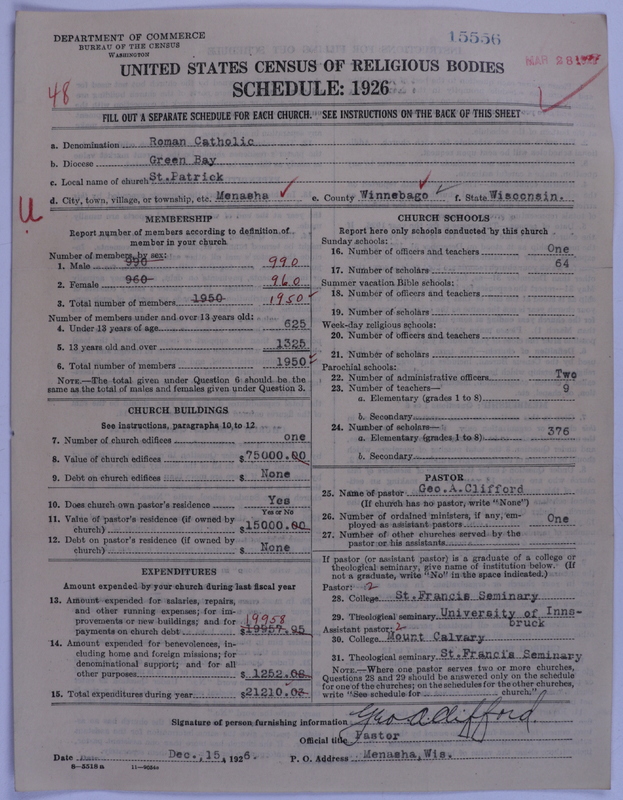 DEPARTMENT OF COMMERCE
BUREAU OF THE CENSUS
WASHINGTON
15556
MAR 28 1927
UNITED STATES CENSUS OF RELIGIOUS BODIES
SCHEDULE: 1926
48
FILL OUT A SEPARATE SCHEDULE FOR EACH CHURCH. SEE INSTRUCTIONS ON THE BACK OF THIS SHEET
a. Denomination Roman Catholic
b. Diocese Green Bay
c. Local name of church St.Patrick
d. City, town, village, or township, etc. Menasha e. County Winnebago f. State Wisconsin.
U
MEMBERSHIP
Report number of members according to definition of
member in your church.
Number of members by sex:
1. Male 990 990
2. Female 960 960
3. Total number of members 1950 1950
Number of members under and over 13 years old:
4. Under 13 years of age 625
5. 13 years old and over 1325
6. Total number of members 1950
NOTE.—The total given under Question 6 should be the
same as the total of males and females given under Question 3.
CHURCH BUILDINGS
See instructions, paragraphs 10 to 12
7. Number of church edifices one
8. Value of church edifices $75000.00
9. Debt on church edifices $ None
10. Does church own pastor's residence Yes
Yes or No
11. Value of pastor's residence (if owned by
church) $15000.00
12. Debt on pastor's residence (if owned by
church) $ None
EXPENDITURES
Amount expended by your church during last fiscal year
13. Amount expended for salaries, repairs,
and other running expenses; for im-
provements or new buildings; and for 19958
payments on church debt $19957.95
14. Amount expended for benevolences, in-
cluding home and foreign missions; for
denominational support; and for all
other purposes $ 1252.08
15. Total expenditures during year $21210.03
CHURCH SCHOOLS
Report here only schools conducted by this church
Sunday schools:
16. Number of officers and teachers One
17. Number of scholars 64
Summer vacation Bible schools:
18. Number of officers and teachers
19. Number of scholars
Week-day religious schools:
20. Number of officers and teachers
21. Number of scholars
Parochial schools:
22. Number of administrative officers Two
23. Number of teachers— 9
a. Elementary (grades 1 to 8)
b. Secondary
24. Number of scholars— 376
a. Elementary (grades 1 to 8)
b. Secondary
PASTOR
25. Name of pastor Geo.A.Clifford
(If church has no pastor, write "None")
26. Number of ordained ministers, if any, em-
ployed as assistant pastors One
27. Number of other churches served by the
pastor or his assistants
If pastor (or assistant pastor) is a graduate of a college or
theological seminary, give name of institution below. (If
not a graduate, write "No" in the space indicated.)
Pastor: 2
28. College St.Francis Seminary
29. Theological seminary University of Inns-
bruck
Assistant pastor: 2
30. College Mount Calvary
31. Theological seminary St.Francis Seminary
NOTE.—Where one pastor serves two or more churches,
Questions 28 and 29 should be answered only on the schedule
for one of the churches; on the schedules for the other churches,
write "See schedule for church."
Signature of person furnishing information Geo A Clifford.
Official title Pastor
Date Dec. 15, 1926. P. O. Address Menasha, Wis.
8—5518 a